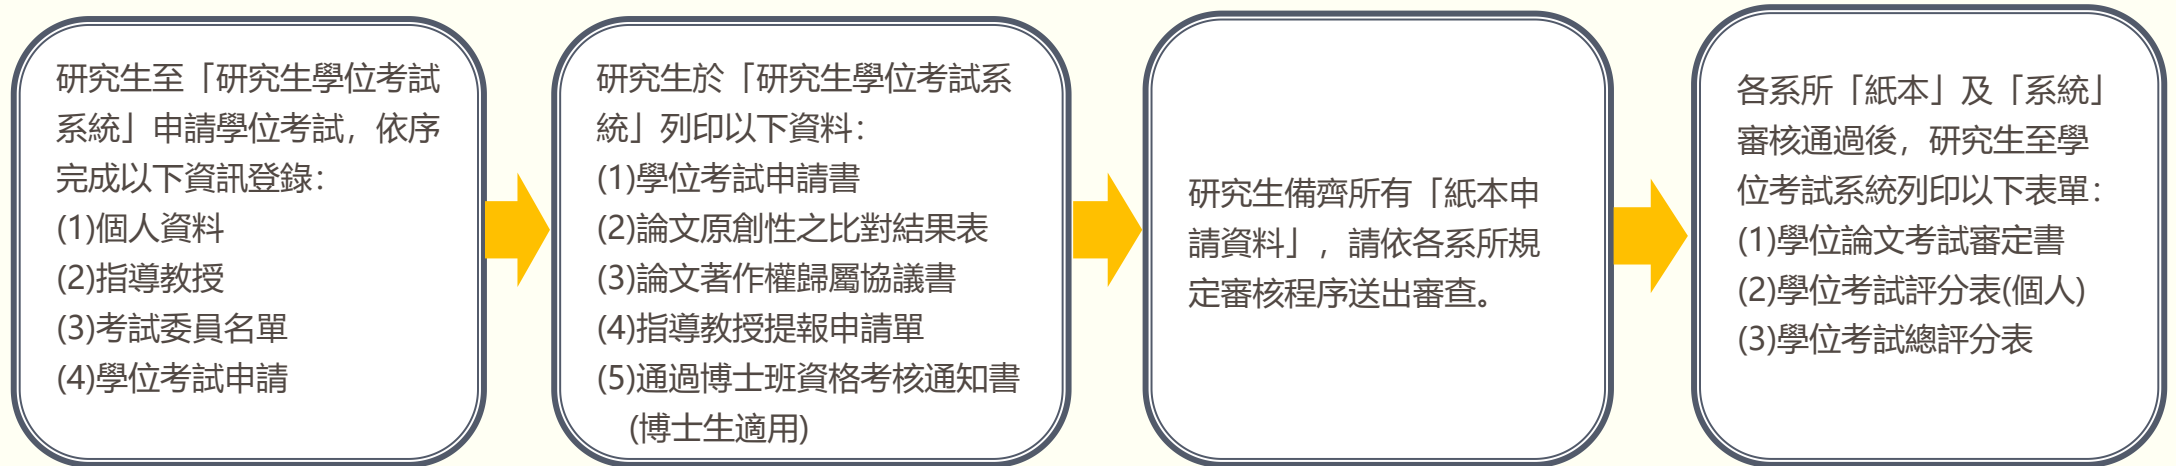 研究生至「研究生學位考試
系統」申請學位考試，依序
完成以下資訊登錄：
(1)個人資料
(2)指導教授
(3)考試委員名單
(4)學位考試申請
研究生於「研究生學位考試系
統」列印以下資料：
(1)學位考試申請書
(2)論文原創性之比對結果表
(3)論文著作權歸屬協議書
(4)指導教授提報申請單
(5)通過博士班資格考核通知書
(博士生適用)
研究生備齊所有「紙本申
請資料」，請依各系所規
定審核程序送出審查。
各系所「紙本」及「系統」
審核通過後，研究生至學
位考試系統列印以下表單：
(1)學位論文考試審定書
(2)學位考試評分表(個人)
(3)學位考試總評分表